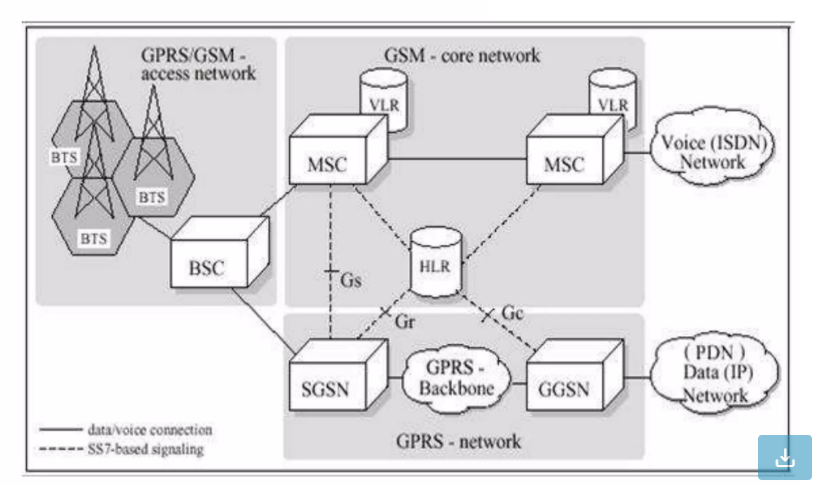 GPRS/GSM -
access network
GSM - core network
VLR
VLR
BTS
BTS
BTS
MSC
MSC
Voice (ISDN)
Network
BSC
HLR
Gs
Gr
Gc
SGSN
GPRS -
Backbone
GGSN
( PDN )
Data (IP)
Network
data/voice connection
SS7-based signaling
GPRS - network